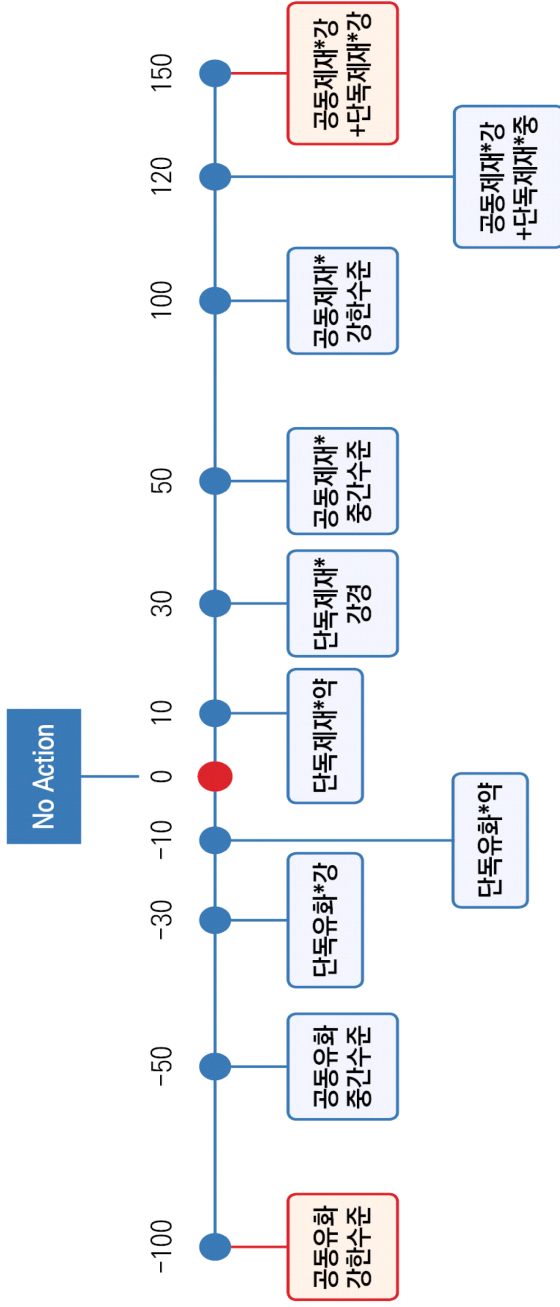 No Action
-100
-50
-30
-10
0
10
30
50
100
120
150
공동유화
강한수준
공동유화
중간수준
단독유화*강
단독유화*약
단독제재*약
단독제재*
강경
공동제재*
중간수준
공동제재*
강한수준
공동제재*강
+단독제재*중
공동제재*강
+단독제재*강